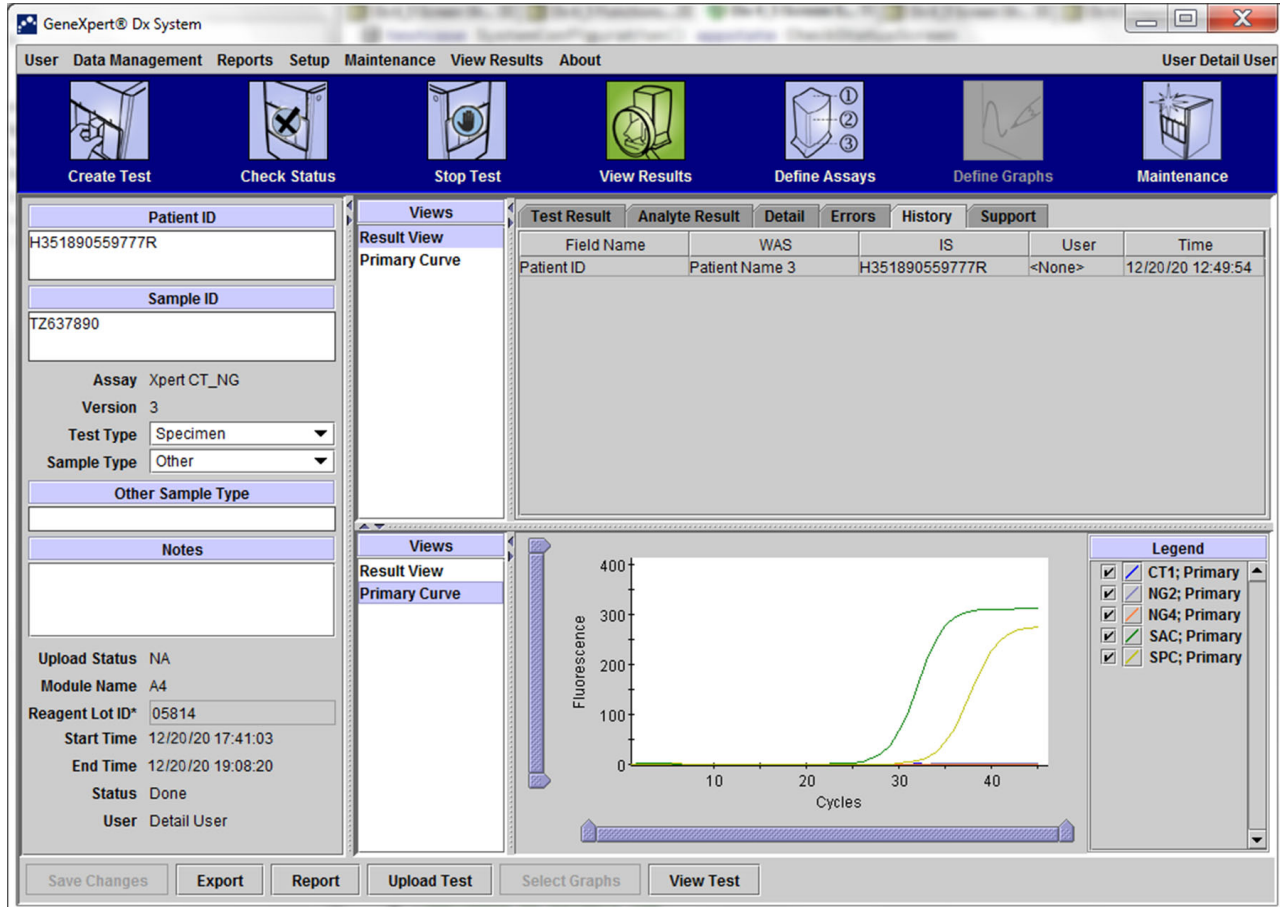 GeneXpert® Dx System
User Data Management Reports Setup Maintenance View Results About User Detail User
Create Test Check Status Stop Test View Results Define Assays Define Graphs Maintenance
①
②
③
Patient ID
H351890559777R
Sample ID
TZ637890
Assay Xpert CT_NG
Version 3
Test Type Specimen
Sample Type Other
Other Sample Type
Notes
Upload Status NA
Module Name A4
Reagent Lot ID* 05814
Start Time 12/20/20 17:41:03
End Time 12/20/20 19:08:20
Status Done
User Detail User
Views
Result View
Primary Curve
Test Result Analyte Result Detail Errors History Support
Field Name WAS IS User Time
Patient ID Patient Name 3 H351890559777R <None> 12/20/20 12:49:54
Views
Result View
Primary Curve
Fluorescence
400
300
200
100
0
10 20 30 40
Cycles
Legend
CT1; Primary
NG2; Primary
NG4; Primary
SAC; Primary
SPC; Primary
Save Changes Export Report Upload Test Select Graphs View Test